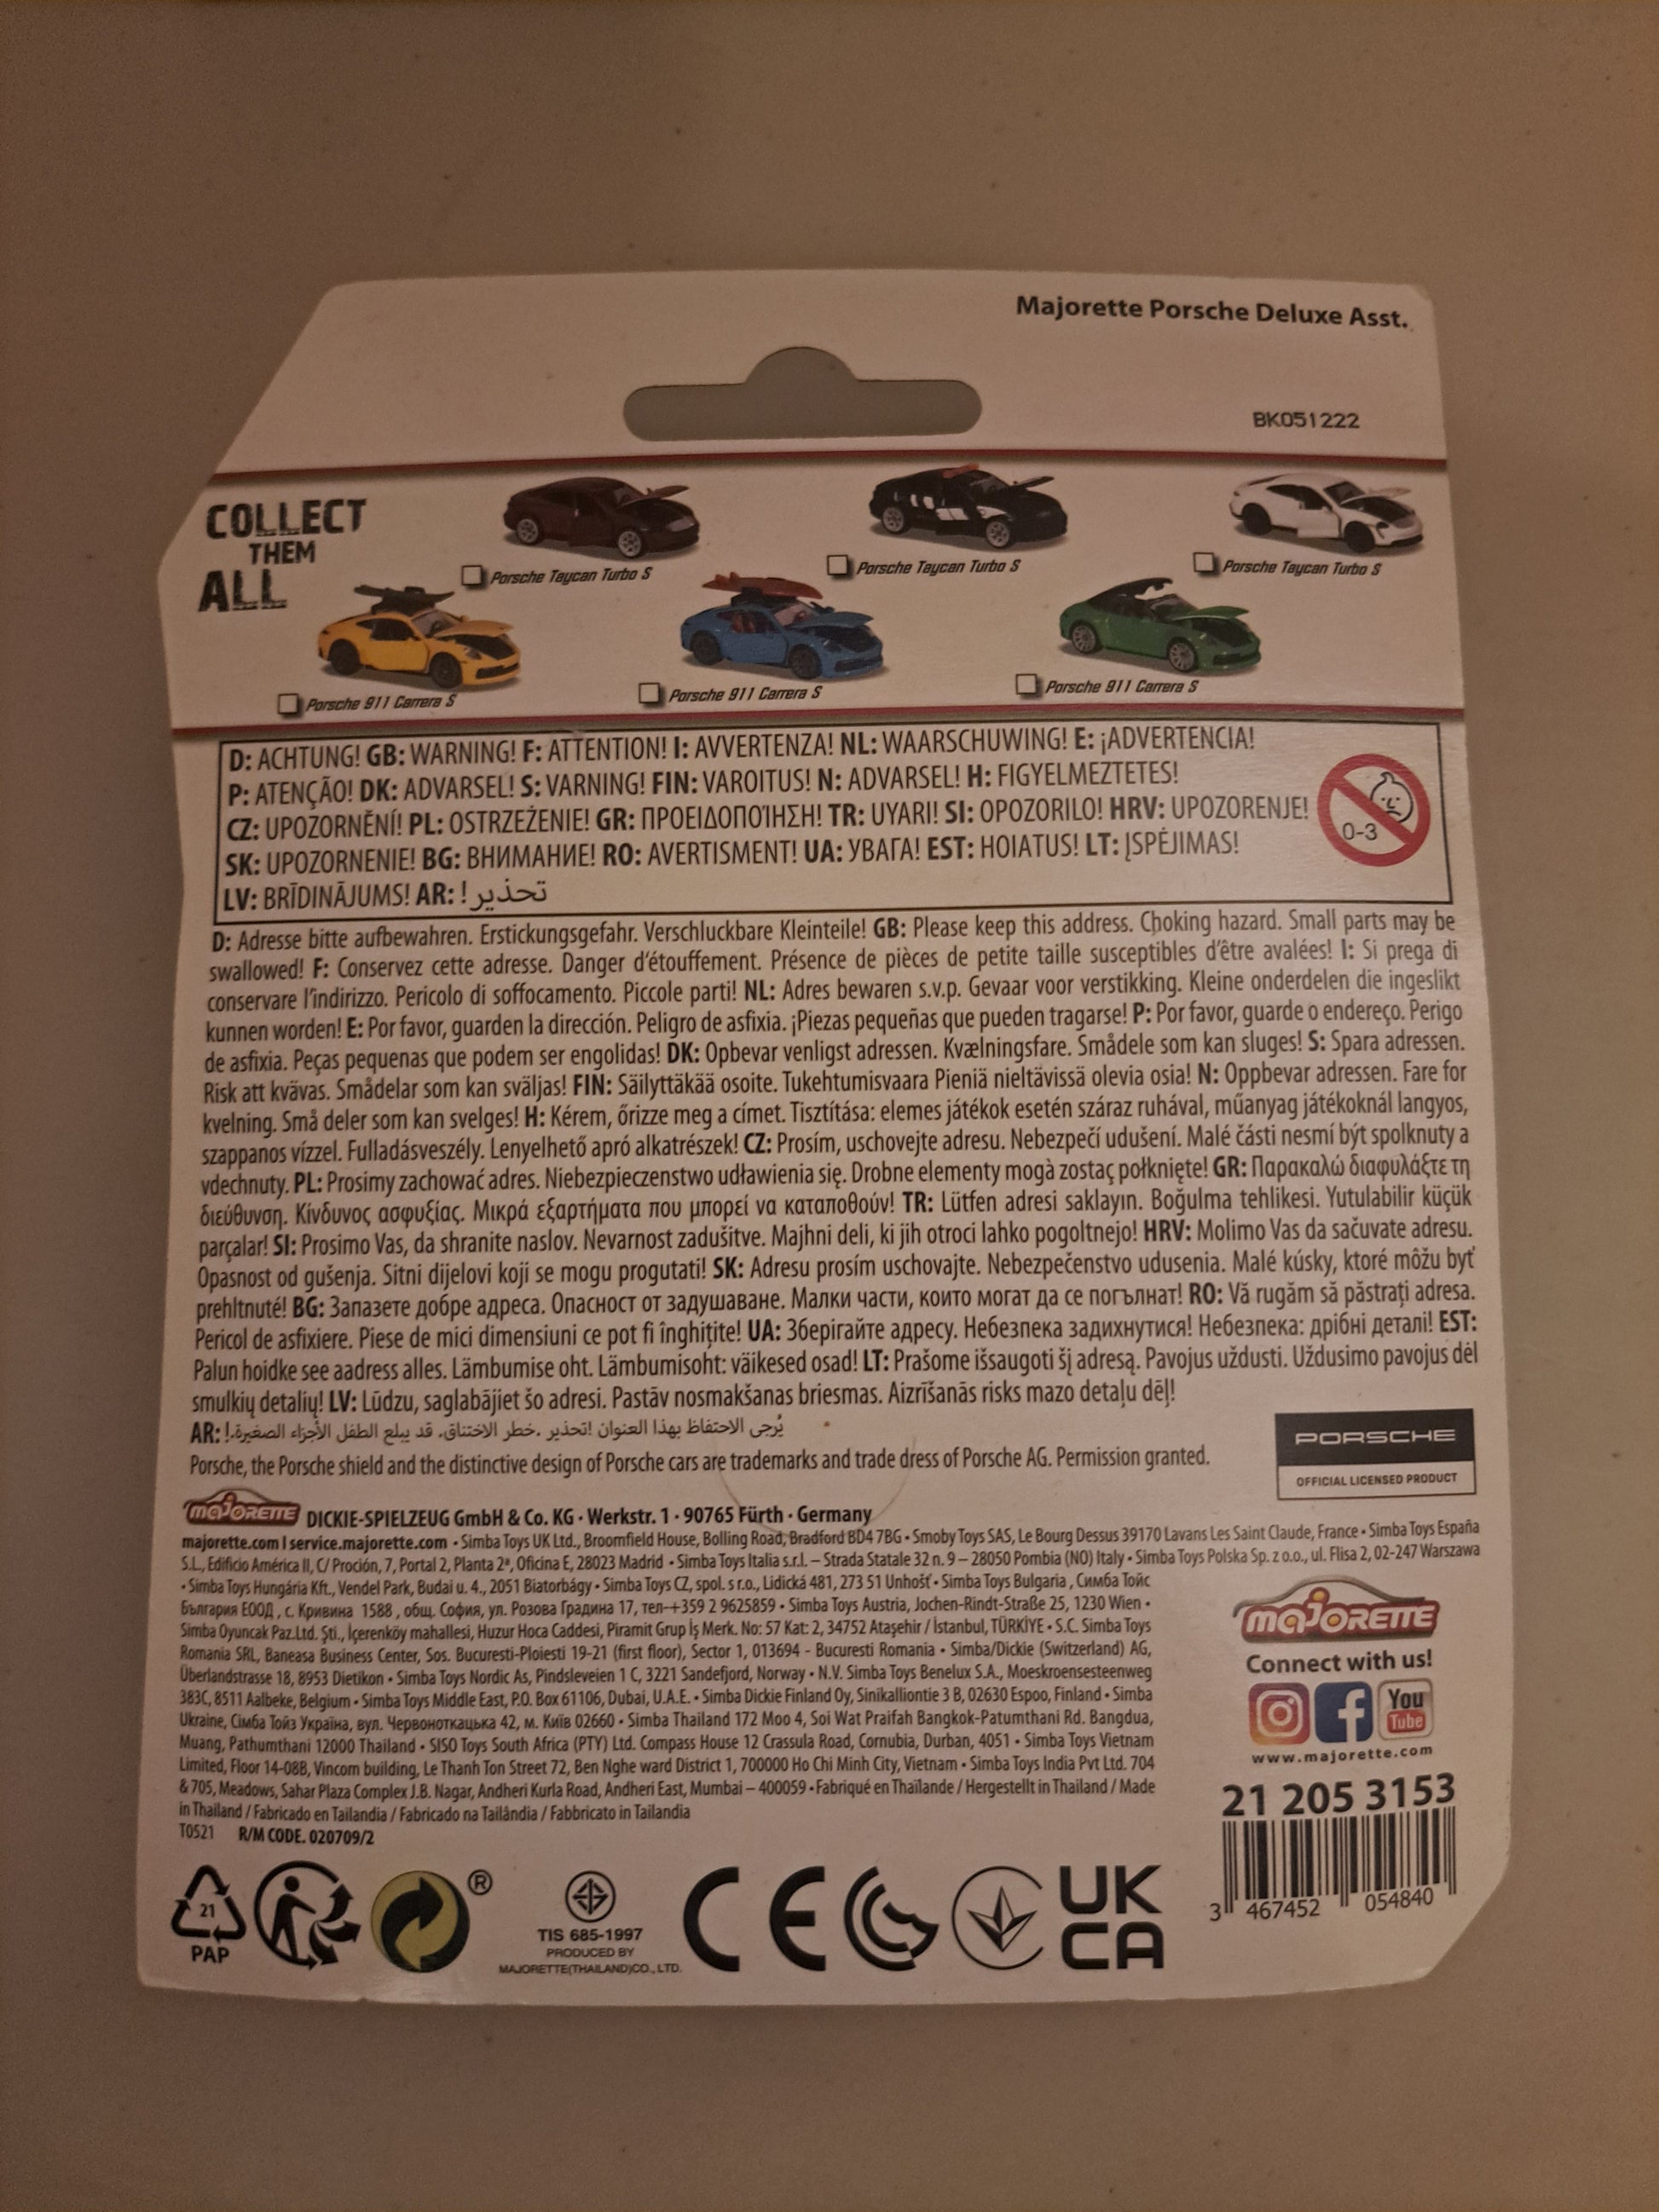 Majorette Porsche Deluxe Asst.
BK051222
COLLECT
THEM
ALL
Porsche Taycan Turbo S
Porsche Taycan Turbo S
Porsche Taycan Turbo S
Porsche 911 Carrera S
Porsche 911 Carrera S
Porsche 911 Carrera S
D: ACHTUNG! GB: WARNING! F: ATTENTION! I: AVVERTENZA! NL: WAARSCHUWING! E: ¡ADVERTENCIA!
P: ATENÇÃO! DK: ADVARSEL! S: VARNING! FIN: VAROITUS! N: ADVARSEL! H: FIGYELMEZTETES!
CZ: UPOZORNĚNÍ! PL: OSTRZEŻENIE! GR: ΠΡΟΕΙΔΟΠΟΊΗΣΗ! TR: UYARI! SI: OPOZORILO! HRV: UPOZORENJE!
SK: UPOZORNENIE! BG: ВНИМАНИЕ! RO: AVERTISMENT! UA: УВАГА! EST: HOIATUS! LT: ĮSPĖJIMAS!
LV: BRĪDINĀJUMS! AR: تحذير!
0-3
D: Adresse bitte aufbewahren. Erstickungsgefahr. Verschluckbare Kleinteile! GB: Please keep this address. Choking hazard. Small parts may be
swallowed! F: Conservez cette adresse. Danger d'étouffement. Présence de pièces de petite taille susceptibles d'être avalées! I: Si prega di
conservare l'indirizzo. Pericolo di soffocamento. Piccole parti! NL: Adres bewaren s.v.p. Gevaar voor verstikking. Kleine onderdelen die ingeslikt
kunnen worden! E: Por favor, guarden la dirección. Peligro de asfixia. ¡Piezas pequeñas que pueden tragarse! P: Por favor, guarde o endereço. Perigo
de asfixia. Peças pequenas que podem ser engolidas! DK: Opbevar venligst adressen. Kvælningsfare. Smådele som kan sluges! S: Spara adressen.
Risk att kvävas. Smådelar som kan sväljas! FIN: Säilyttäkää osoite. Tukehtumisvaara Pieniä nieltävissä olevia osia! N: Oppbevar adressen. Fare for
kvelning. Små deler som kan svelges! H: Kérem, őrizze meg a címet. Tisztítása: elemes játékok esetén száraz ruhával, műanyag játékoknál langyos,
szappanos vízzel. Fulladásveszély. Lenyelhető apró alkatrészek! CZ: Prosím, uschovejte adresu. Nebezpečí udušení. Malé části nesmí být spolknuty a
vdechnuty. PL: Prosimy zachować adres. Niebezpieczenstwo udławienia się. Drobne elementy mogà zostaç połknięte! GR: Παρακαλώ διαφυλάξτε τη
διεύθυνση. Κίνδυνος ασφυξίας. Μικρά εξαρτήματα που μπορεί να καταποθούν! TR: Lütfen adresi saklayın. Boğulma tehlikesi. Yutulabilir küçük
parçalar! SI: Prosimo Vas, da shranite naslov. Nevarnost zadušitve. Majhni deli, ki jih otroci lahko pogoltnejo! HRV: Molimo Vas da sačuvate adresu.
Opasnost od gušenja. Sitni dijelovi koji se mogu progutati! SK: Adresu prosím uschovajte. Nebezpečenstvo udusenia. Malé kúsky, ktoré môžu byť
prehltnuté! BG: Запазете добре адреса. Опасност от задушаване. Малки части, които могат да се погълнат! RO: Vă rugăm să păstrați adresa.
Pericol de asfixiere. Piese de mici dimensiuni ce pot fi înghițite! UA: Зберігайте адресу. Небезпека задихнутися! Небезпека: дрібні деталі! EST:
Palun hoidke see aadress alles. Lämbumise oht. Lämbumisoht: väikesed osad! LT: Prašome išsaugoti šį adresą. Pavojus uždusti. Uždusimo pavojus dėl
smulkių detalių! LV: Lūdzu, saglabājiet šo adresi. Pastāv nosmakšanas briesmas. Aizrīšanās risks mazo detaļu dēļ!
AR: يُرجى الاحتفاظ بهذا العنوان !تحذير .خطر الاختناق. قد يبلع الطفل الأجزاء الصغيرة.!
Porsche, the Porsche shield and the distinctive design of Porsche cars are trademarks and trade dress of Porsche AG. Permission granted.
PORSCHE
OFFICIAL LICENSED PRODUCT
majorette DICKIE-SPIELZEUG GmbH & Co. KG · Werkstr. 1 · 90765 Fürth · Germany
majorette.com I service.majorette.com • Simba Toys UK Ltd., Broomfield House, Bolling Road, Bradford BD4 7BG • Smoby Toys SAS, Le Bourg Dessus 39170 Lavans Les Saint Claude, France • Simba Toys España
S.L., Edificio América II, C/ Proción, 7, Portal 2, Planta 2ª, Oficina E, 28023 Madrid • Simba Toys Italia s.r.l. – Strada Statale 32 n. 9 – 28050 Pombia (NO) Italy • Simba Toys Polska Sp. z o.o., ul. Flisa 2, 02-247 Warszawa
• Simba Toys Hungária Kft., Vendel Park, Budai u. 4., 2051 Biatorbágy • Simba Toys CZ, spol. s r.o., Lidická 481, 273 51 Unhošť • Simba Toys Bulgaria , Симба Тойс
България ЕООД , с. Кривина 1588 , общ. София, ул. Розова Градина 17, тел-+359 2 9625859 • Simba Toys Austria, Jochen-Rindt-Straße 25, 1230 Wien •
Simba Oyuncak Paz.Ltd. Şti., İçerenköy mahallesi, Huzur Hoca Caddesi, Piramit Grup İş Merk. No: 57 Kat: 2, 34752 Ataşehir / İstanbul, TÜRKİYE • S.C. Simba Toys
Romania SRL, Baneasa Business Center, Sos. Bucuresti-Ploiesti 19-21 (first floor), Sector 1, 013694 - Bucuresti Romania • Simba/Dickie (Switzerland) AG,
Überlandstrasse 18, 8953 Dietikon • Simba Toys Nordic As, Pindsleveien 1 C, 3221 Sandefjord, Norway • N.V. Simba Toys Benelux S.A., Moeskroensesteenweg
383C, 8511 Aalbeke, Belgium • Simba Toys Middle East, P.O. Box 61106, Dubai, U.A.E. • Simba Dickie Finland Oy, Sinikalliontie 3 B, 02630 Espoo, Finland • Simba
Ukraine, Сімба Тойз Україна, вул. Червоноткацька 42, м. Київ 02660 • Simba Thailand 172 Moo 4, Soi Wat Praifah Bangkok-Patumthani Rd. Bangdua,
Muang, Pathumthani 12000 Thailand • SISO Toys South Africa (PTY) Ltd. Compass House 12 Crassula Road, Cornubia, Durban, 4051 • Simba Toys Vietnam
Limited, Floor 14-08B, Vincom building, Le Thanh Ton Street 72, Ben Nghe ward District 1, 700000 Ho Chi Minh City, Vietnam • Simba Toys India Pvt Ltd. 704
& 705, Meadows, Sahar Plaza Complex J.B. Nagar, Andheri Kurla Road, Andheri East, Mumbai – 400059 • Fabriqué en Thaïlande / Hergestellt in Thailand / Made
in Thailand / Fabricado en Tailandia / Fabricado na Tailândia / Fabbricato in Tailandia
T0521 R/M CODE. 020709/2
majorette
Connect with us!
You
Tube
www.majorette.com
21 205 3153
3 467452 054840
21
PAP
®
TIS 685-1997
PRODUCED BY
MAJORETTE(THAILAND)CO.,LTD.
CE
UK
CA